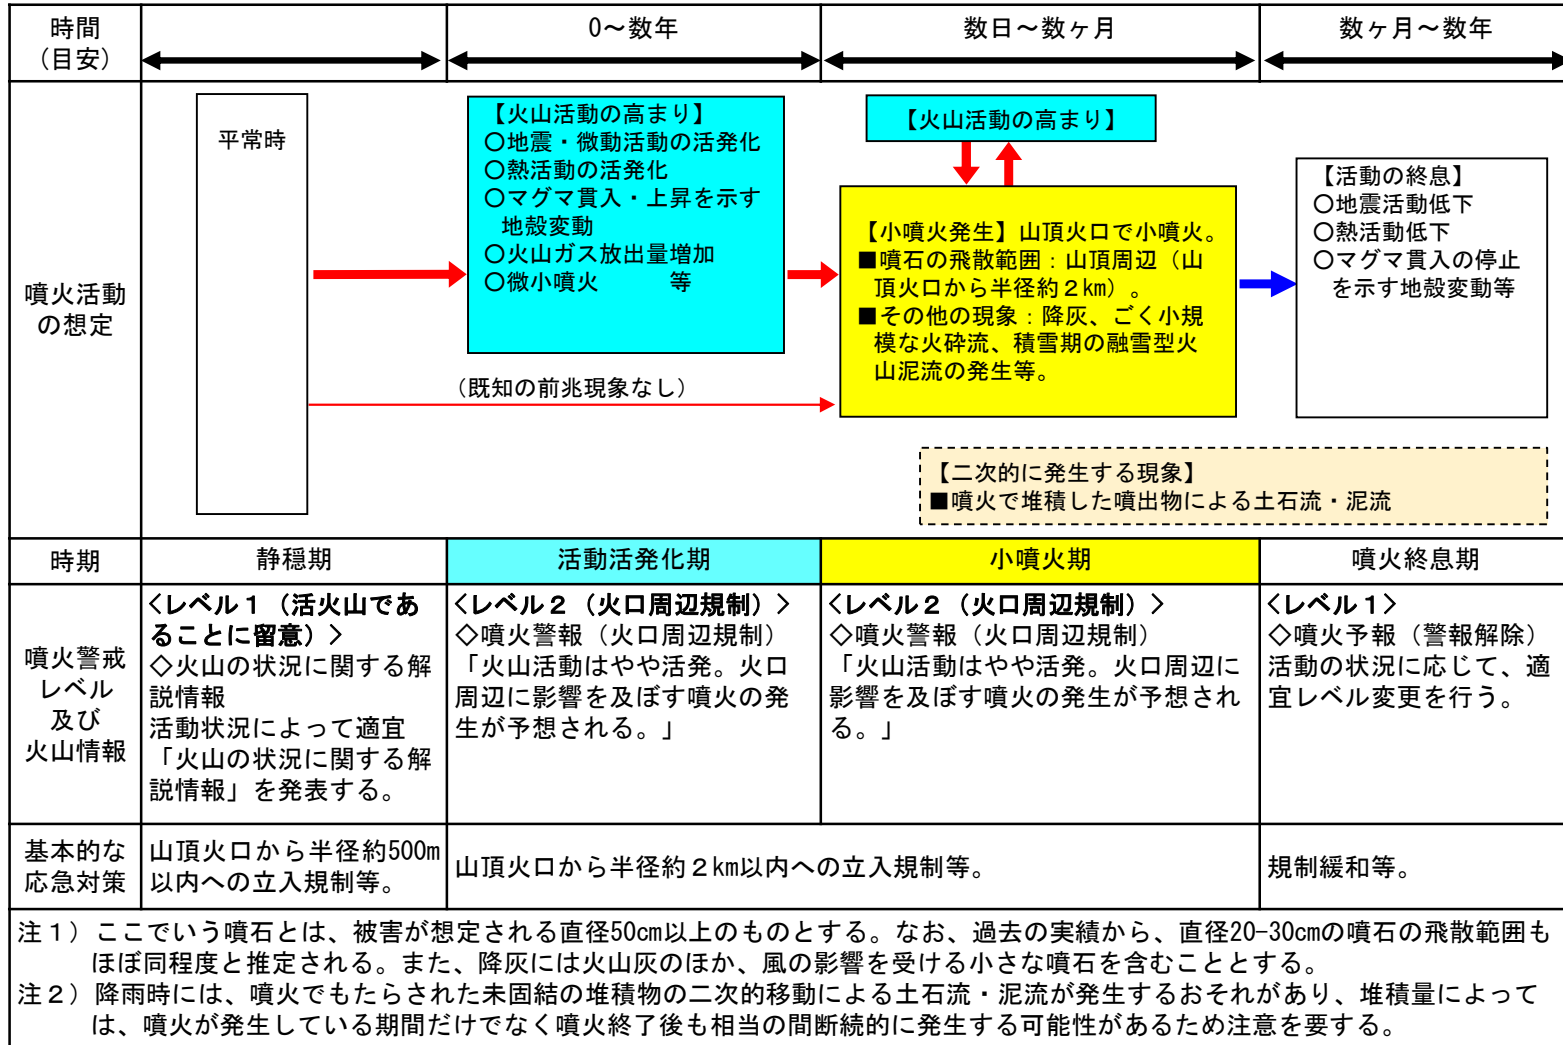 時間
（目安）
0～数年
数日～数ヶ月
数ヶ月～数年
噴火活動
の想定
平常時
【火山活動の高まり】
○地震・微動活動の活発化
○熱活動の活発化
○マグマ貫入・上昇を示す
地殻変動
○火山ガス放出量増加
○微小噴火　　　等
（既知の前兆現象なし）
【火山活動の高まり】
【小噴火発生】山頂火口で小噴火。
■噴石の飛散範囲：山頂周辺（山
頂火口から半径約２km）。
■その他の現象：降灰、ごく小規
模な火砕流、積雪期の融雪型火
山泥流の発生等。
【活動の終息】
○地震活動低下
○熱活動低下
○マグマ貫入の停止
を示す地殻変動等
【二次的に発生する現象】
■噴火で堆積した噴出物による土石流・泥流
時期
静穏期
活動活発化期
小噴火期
噴火終息期
噴火警戒
レベル
及び
火山情報
＜レベル１（活火山であ
ることに留意）＞
◇火山の状況に関する解
説情報
活動状況によって適宜
「火山の状況に関する解
説情報」を発表する。
＜レベル２（火口周辺規制）＞
◇噴火警報（火口周辺規制）
「火山活動はやや活発。火口
周辺に影響を及ぼす噴火の発
生が予想される。」
＜レベル２（火口周辺規制）＞
◇噴火警報（火口周辺規制）
「火山活動はやや活発。火口周辺に
影響を及ぼす噴火の発生が予想され
る。」
＜レベル１＞
◇噴火予報（警報解除）
活動の状況に応じて、適
宜レベル変更を行う。
基本的な
応急対策
山頂火口から半径約500m
以内への立入規制等。
山頂火口から半径約２km以内への立入規制等。
規制緩和等。
注１）ここでいう噴石とは、被害が想定される直径50cm以上のものとする。なお、過去の実績から、直径20-30cmの噴石の飛散範囲も
ほぼ同程度と推定される。また、降灰には火山灰のほか、風の影響を受ける小さな噴石を含むこととする。
注２）降雨時には、噴火でもたらされた未固結の堆積物の二次的移動による土石流・泥流が発生するおそれがあり、堆積量によって
は、噴火が発生している期間だけでなく噴火終了後も相当の間断続的に発生する可能性があるため注意を要する。